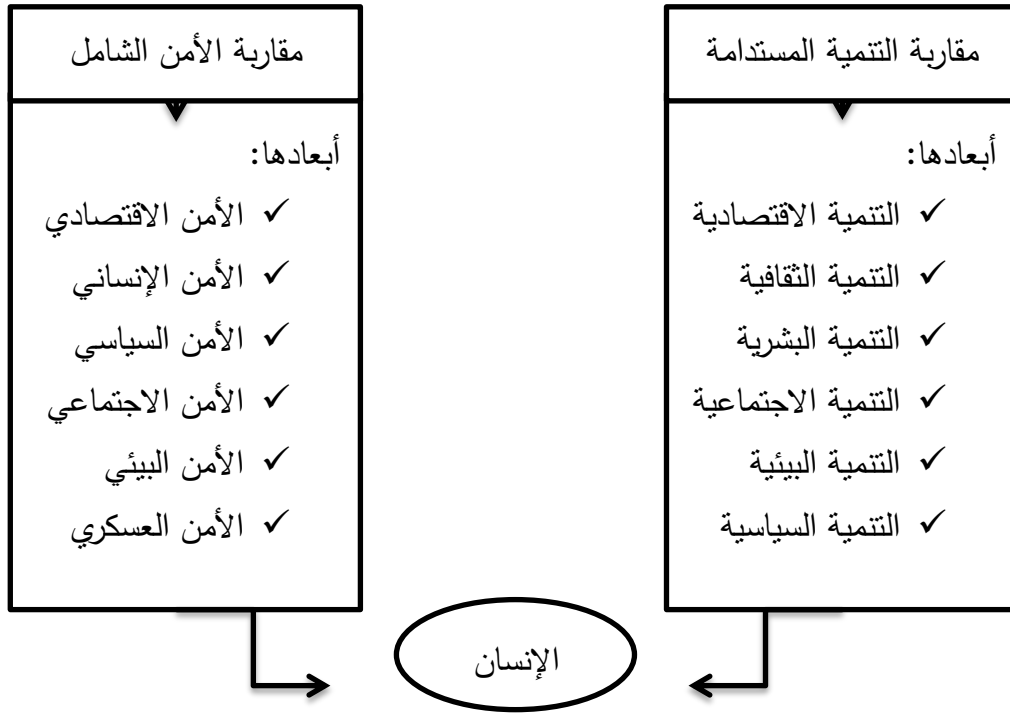 مقاربة التنمية المستدامة
أبعادها:
✓ التنمية الاقتصادية
✓ التنمية الثقافية
✓ التنمية البشرية
✓ التنمية الاجتماعية
✓ التنمية البيئية
✓ التنمية السياسية
مقاربة الأمن الشامل
أبعادها:
✓ الأمن الاقتصادي
✓ الأمن الإنساني
✓ الأمن السياسي
✓ الأمن الاجتماعي
✓ الأمن البيئي
✓ الأمن العسكري
الإنسان